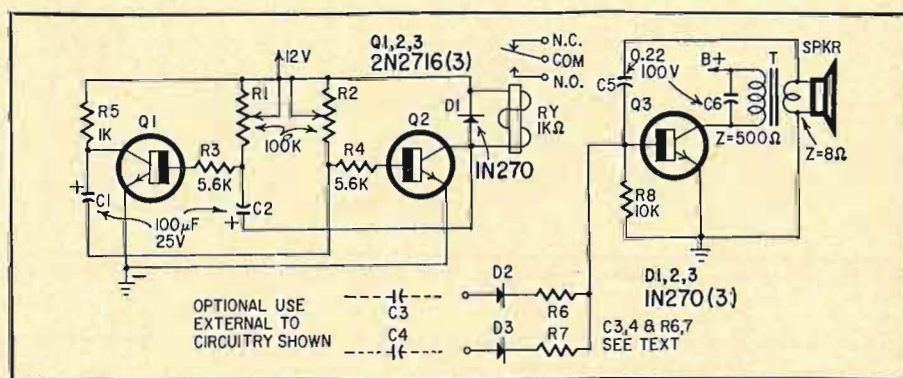 12V
Q1,2,3
2N2716(3)
N.C.
COM
N.O.
R5
1K
Q1
R1
R2
100K
R3
5.6K
R4
5.6K
Q2
D1
RY
1KΩ
1N270
C1
+
100µF
25V
C2
+
-
0.22
100V
C5
Q3
B+
C6
T
SPKR
Z=500Ω
Z=8Ω
R8
10K
OPTIONAL USE
EXTERNAL TO
CIRCUITRY SHOWN
C3
C4
D2
D3
R6
R7
D1,2,3
1N270(3)
C3,4 & R6,7
SEE TEXT